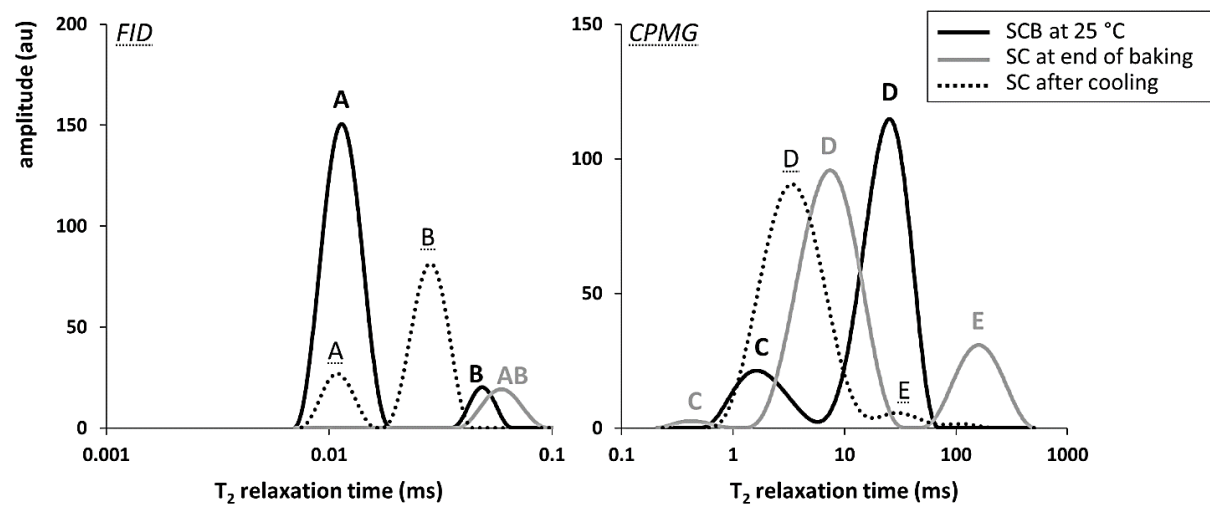 FID
CPMG
SCB at 25 °C
SC at end of baking
SC after cooling
amplitude (au)
200
150
100
50
0
A
B
A
B
AB
0.001
0.01
0.1
T2 relaxation time (ms)
150
100
50
0
D
D
D
C
C
E
E
0.1
1
10
100
1000
T2 relaxation time (ms)